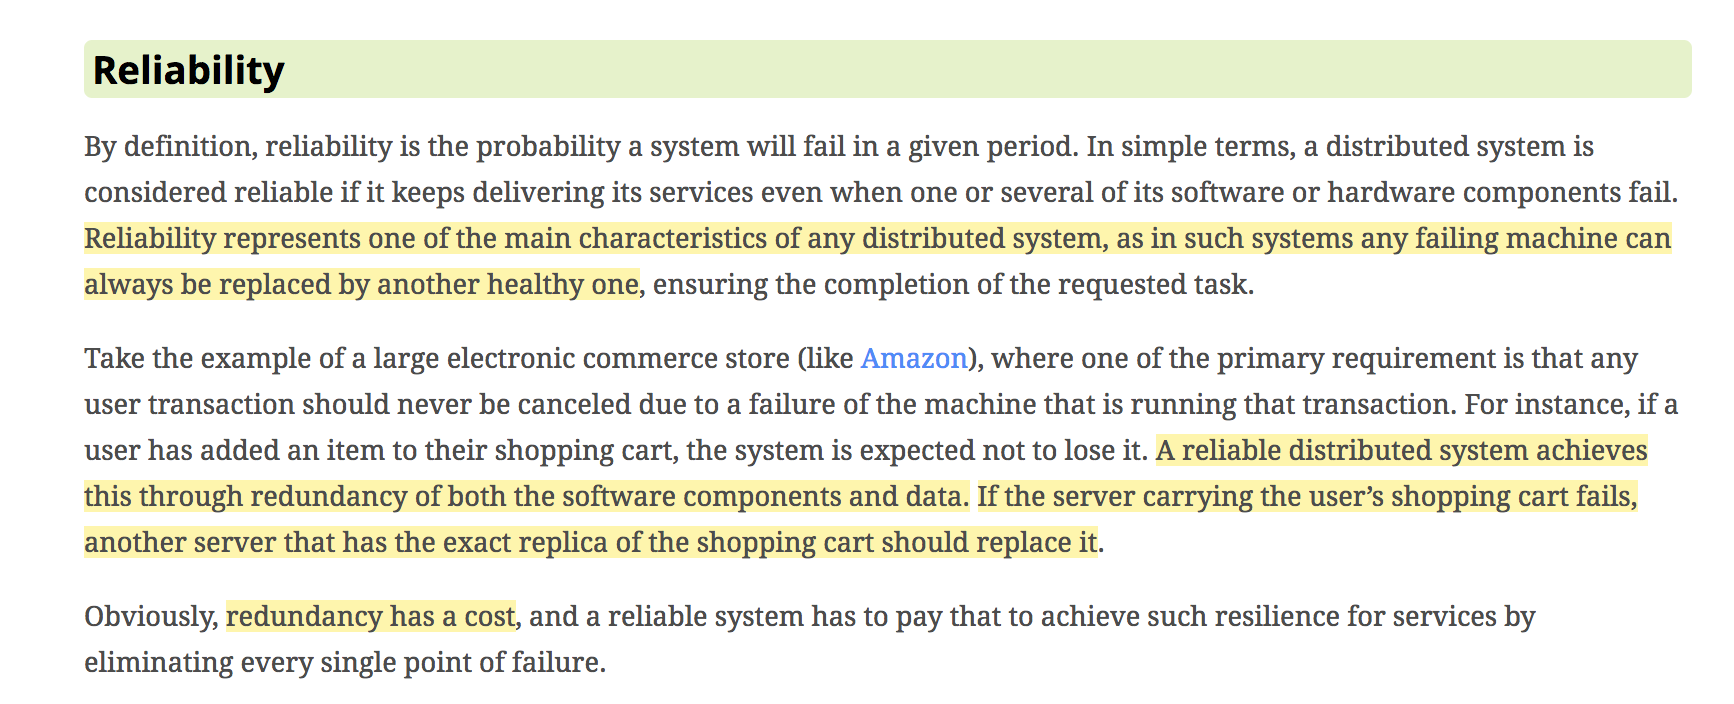 Reliability
By definition, reliability is the probability a system will fail in a given period. In simple terms, a distributed system is
considered reliable if it keeps delivering its services even when one or several of its software or hardware components fail.
Reliability represents one of the main characteristics of any distributed system, as in such systems any failing machine can
always be replaced by another healthy one, ensuring the completion of the requested task.
Take the example of a large electronic commerce store (like Amazon), where one of the primary requirement is that any
user transaction should never be canceled due to a failure of the machine that is running that transaction. For instance, if a
user has added an item to their shopping cart, the system is expected not to lose it. A reliable distributed system achieves
this through redundancy of both the software components and data. If the server carrying the user’s shopping cart fails,
another server that has the exact replica of the shopping cart should replace it.
Obviously, redundancy has a cost, and a reliable system has to pay that to achieve such resilience for services by
eliminating every single point of failure.